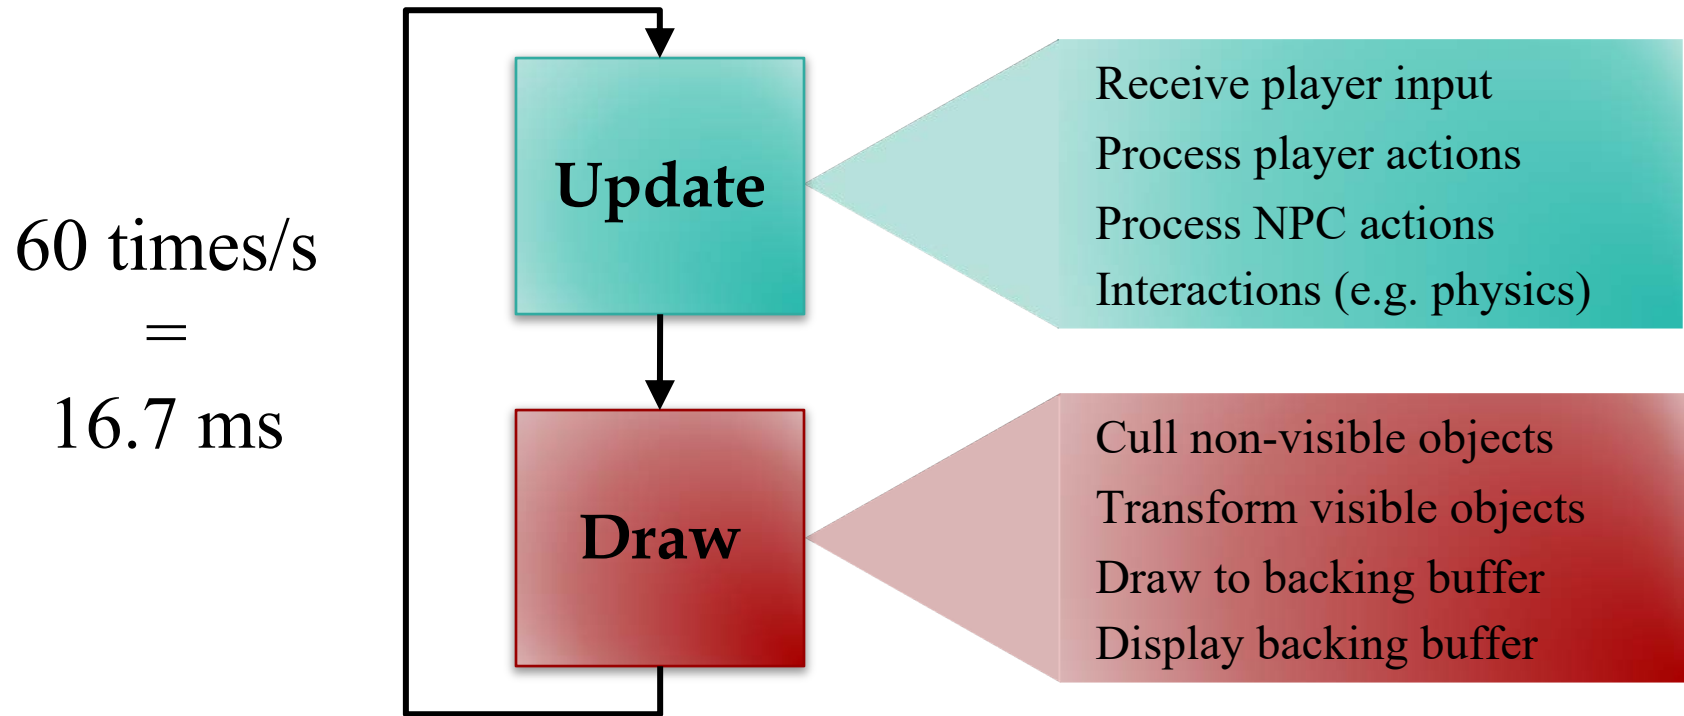 60 times/s
=
16.7 ms
Update
Receive player input
Process player actions
Process NPC actions
Interactions (e.g. physics)
Draw
Cull non-visible objects
Transform visible objects
Draw to backing buffer
Display backing buffer